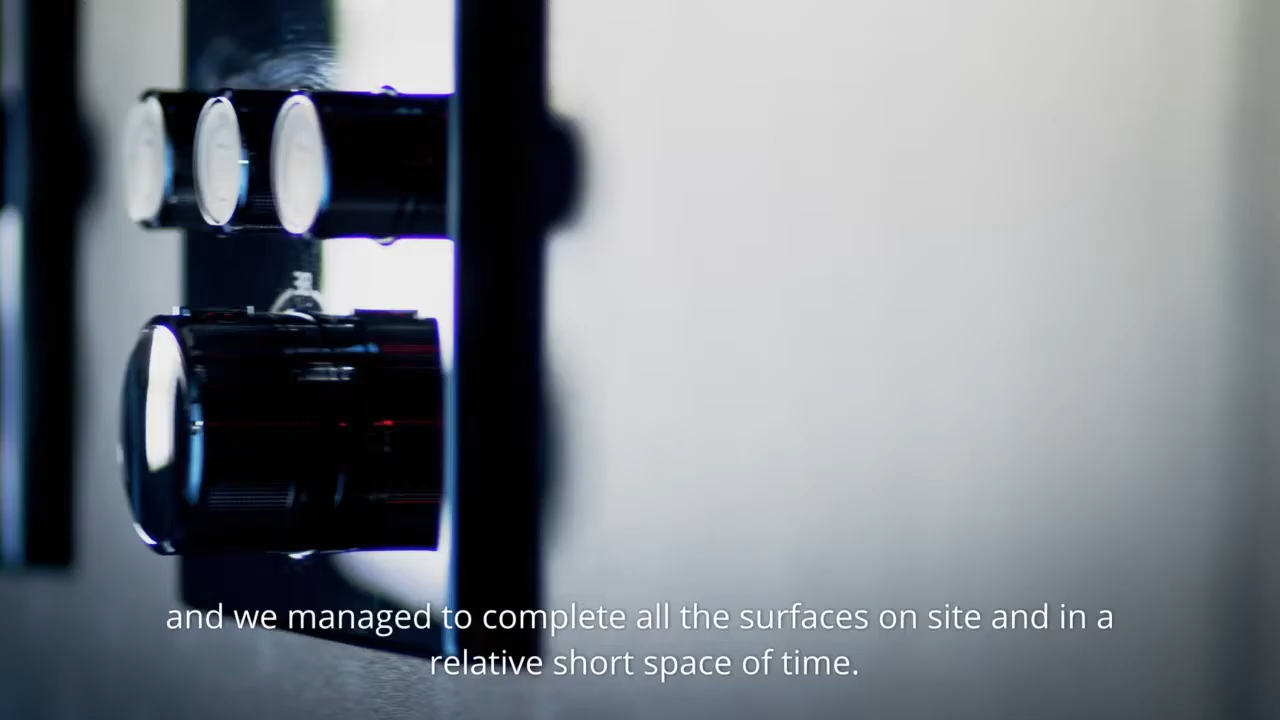 and we managed to complete all the surfaces on site and in a
relative short space of time.